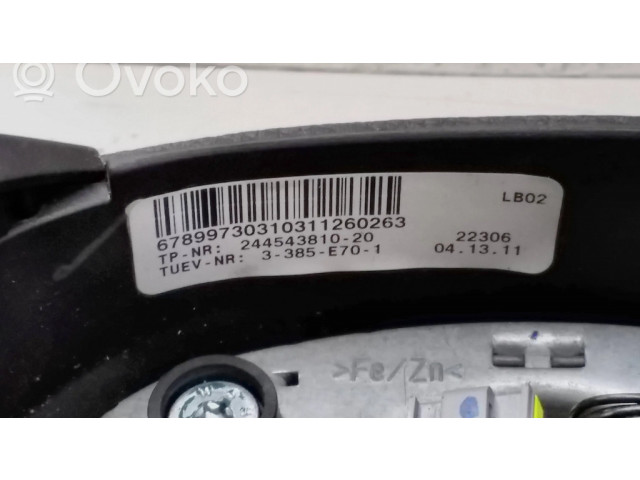 Ovoko
LB02
678997303103112602​63
TP-NR: 244543810-20 22306
TUEV-NR: 3-385-E70-1 04.13.11
>Fe/Zn<